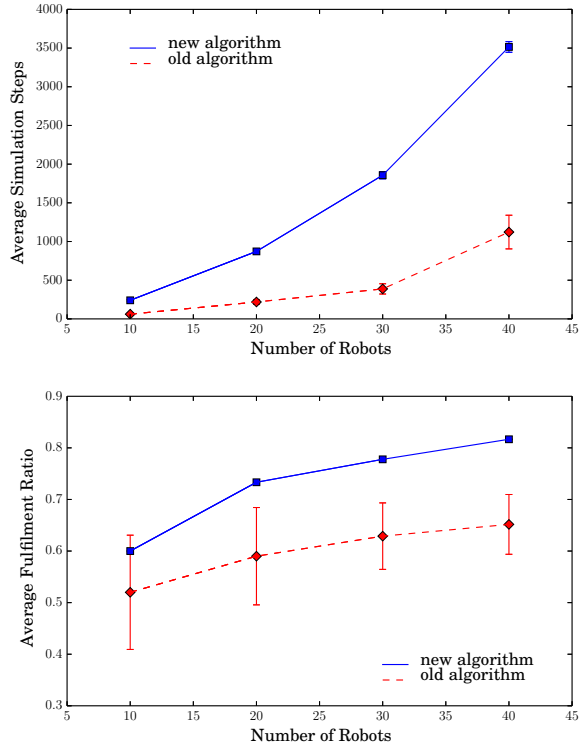 4000
3500
3000
2500
2000
1500
1000
500
0
Average Simulation Steps
new algorithm
old algorithm
5 10 15 20 25 30 35 40 45
Number of Robots
0.9
0.8
0.7
0.6
0.5
0.4
0.3
Average Fulfilment Ratio
new algorithm
old algorithm
5 10 15 20 25 30 35 40 45
Number of Robots